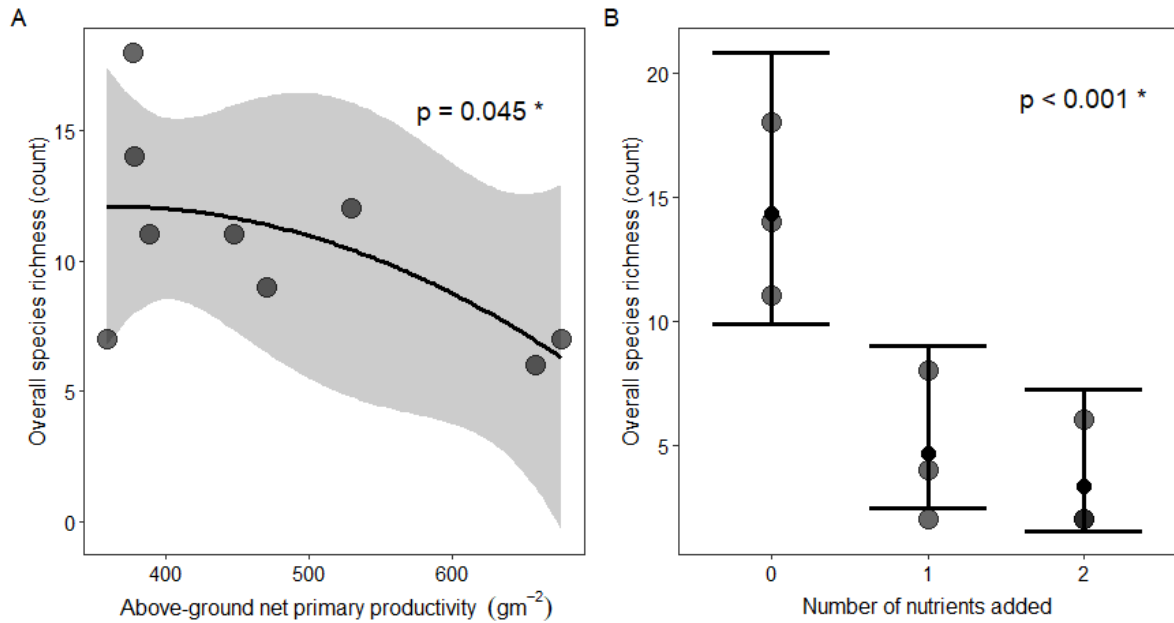 A
B
Overall species richness (count)
15
10
5
0
p = 0.045 *
400
500
600
Above-ground net primary productivity (gm⁻²)
Overall species richness (count)
20
15
10
5
p < 0.001 *
0
1
2
Number of nutrients added